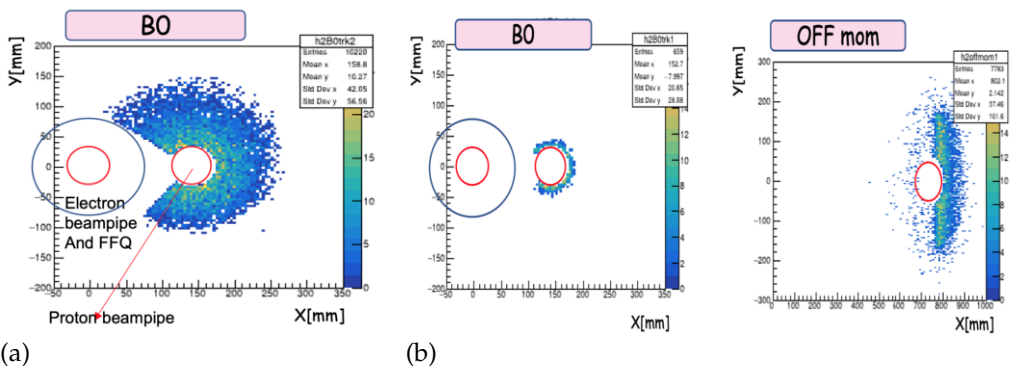 B0
h2B0trk2
Entries 10220
Mean x 158.8
Mean y 10.27
Std Dev x 42.05
Std Dev y 56.56
Y[mm]
200
150
100
50
0
−50
−100
−150
−200
−50 0 50 100 150 200 250 300 350
X[mm]
20
15
10
5
0
Electron
beampipe
And FFQ
Proton beampipe
(a)
B0
h2B0trk1
Entries 659
Mean x 152.7
Mean y −7.997
Std Dev x 20.65
Std Dev y 28.08
Y[mm]
200
150
100
50
0
−50
−100
−150
−200
−50 0 50 100 150 200 250 300 350
X[mm]
14
12
10
8
6
4
2
0
(b)
OFF mom
h2offmom1
Entries 7783
Mean x 802.1
Mean y 2.142
Std Dev x 37.46
Std Dev y 101.6
Y[mm]
300
200
100
0
−100
−200
−300
0 100 200 300 400 500 600 700 800 900 1000
X[mm]
14
12
10
8
6
4
2
0